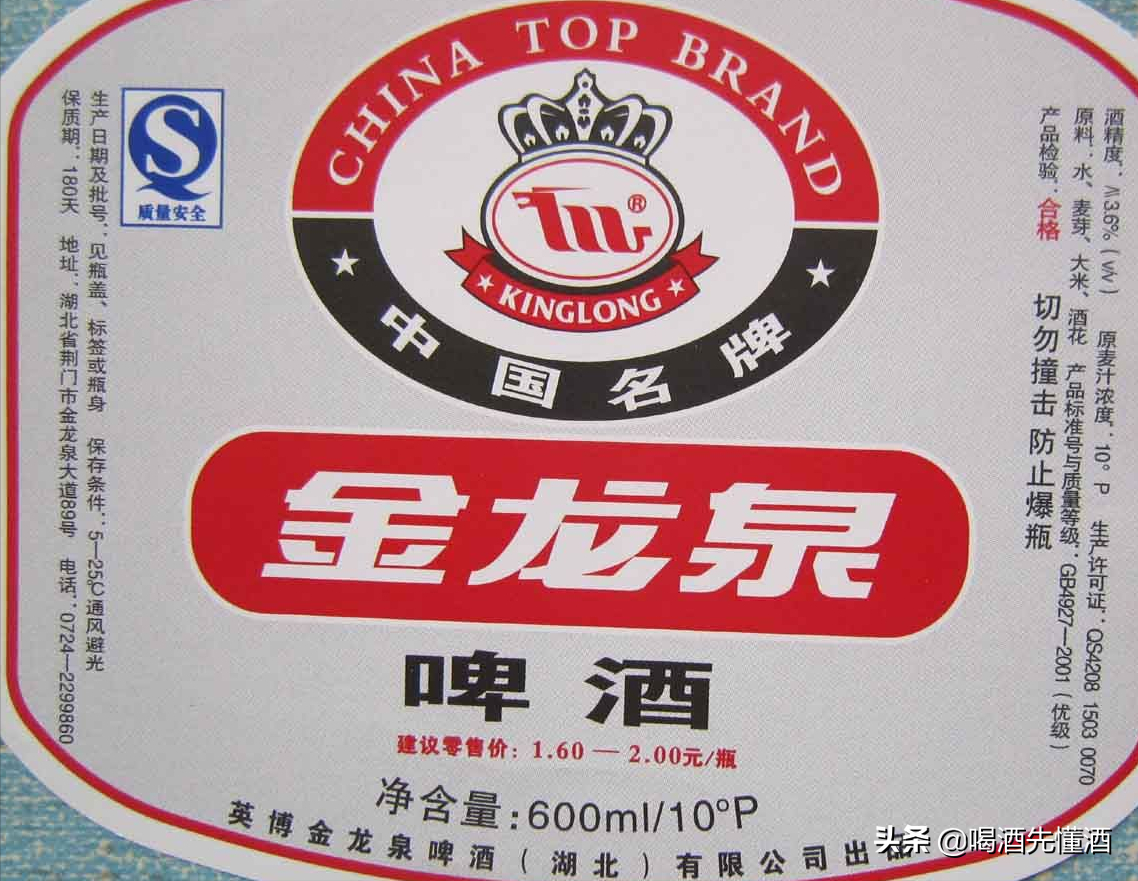 CHINA TOP BRAND
®
KINGLONG
中国名牌
金龙泉
啤酒
建议零售价：1.60 — 2.00元/瓶
净含量：600ml/10°P
英博金龙泉啤酒（湖北）有限公司出品
质量安全
生产日期及批号：见瓶盖、标签或瓶身 保存条件：5—25℃通风避光
保质期：180天 地址：湖北省荆门市金龙泉大道89号 电话：0724—2299860
酒精度：≥3.6%（v/v） 原麦汁浓度：10°P 生产许可证：QS4208 1503 0070
原料：水、麦芽、大米、酒花 产品标准号与质量等级：GB4927—2001（优级）
产品检验：合格 切勿撞击 防止爆瓶
头条 @喝酒先懂酒